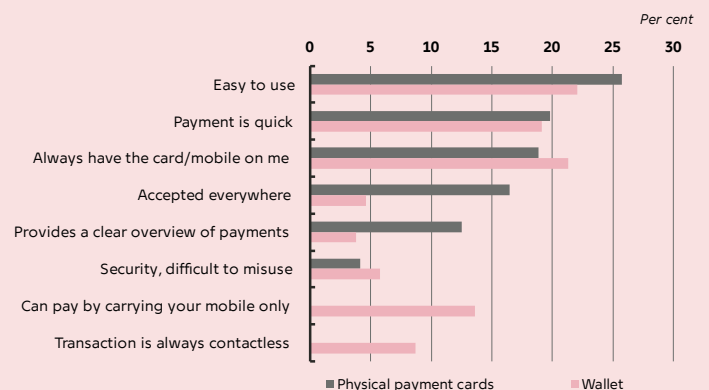 Per cent
0 5 10 15 20 25 30
Easy to use
Payment is quick
Always have the card/mobile on me
Accepted everywhere
Provides a clear overview of payments
Security, difficult to misuse
Can pay by carrying your mobile only
Transaction is always contactless
Physical payment cards Wallet